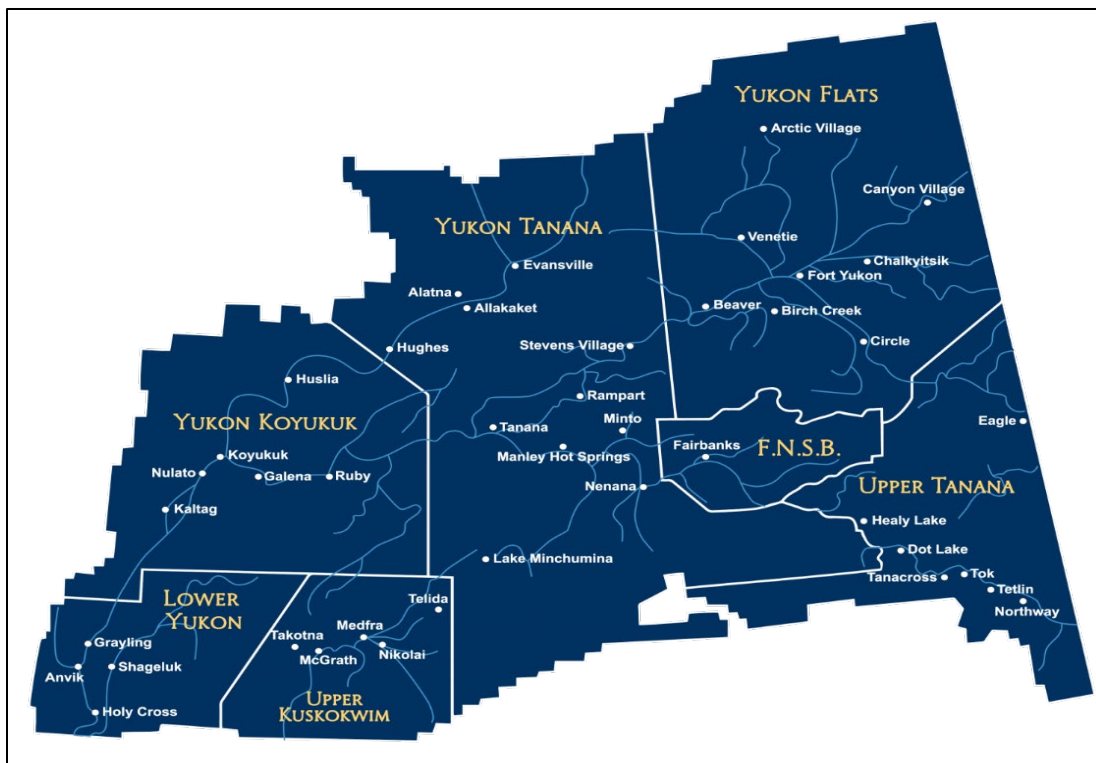 Yukon Flats
Arctic Village
Canyon Village
Yukon Tanana
Venetie
Evansville
Chalkyitsik
Fort Yukon
Alatna
Allakaket
Beaver
Birch Creek
Hughes
Stevens Village
Circle
Huslia
Rampart
Yukon Koyukuk
Tanana
Minto
Eagle
Manley Hot Springs
Fairbanks
F.N.S.B.
Koyukuk
Nulato
Galena
Ruby
Nenana
Upper Tanana
Kaltag
Healy Lake
Lake Minchumina
Dot Lake
Tanacross
Tok
Tetlin
Northway
Lower
Yukon
Telida
Medfra
Takotna
Grayling
McGrath
Nikolai
Anvik
Shageluk
Upper
Kuskokwim
Holy Cross